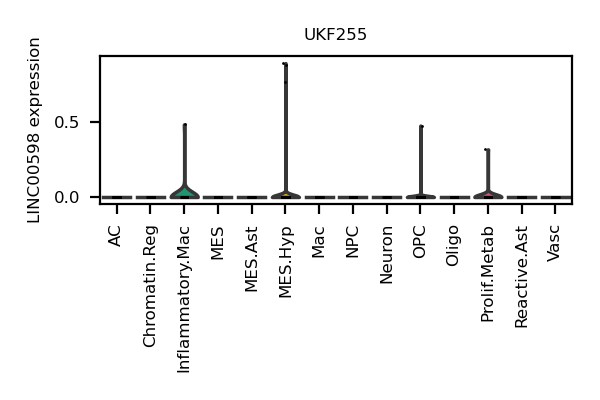 UKF255
LINC00598 expression
0.5
0.0
AC
Chromatin.Reg
Inflammatory.Mac
MES
MES.Ast
MES.Hyp
Mac
NPC
Neuron
OPC
Oligo
Prolif.Metab
Reactive.Ast
Vasc